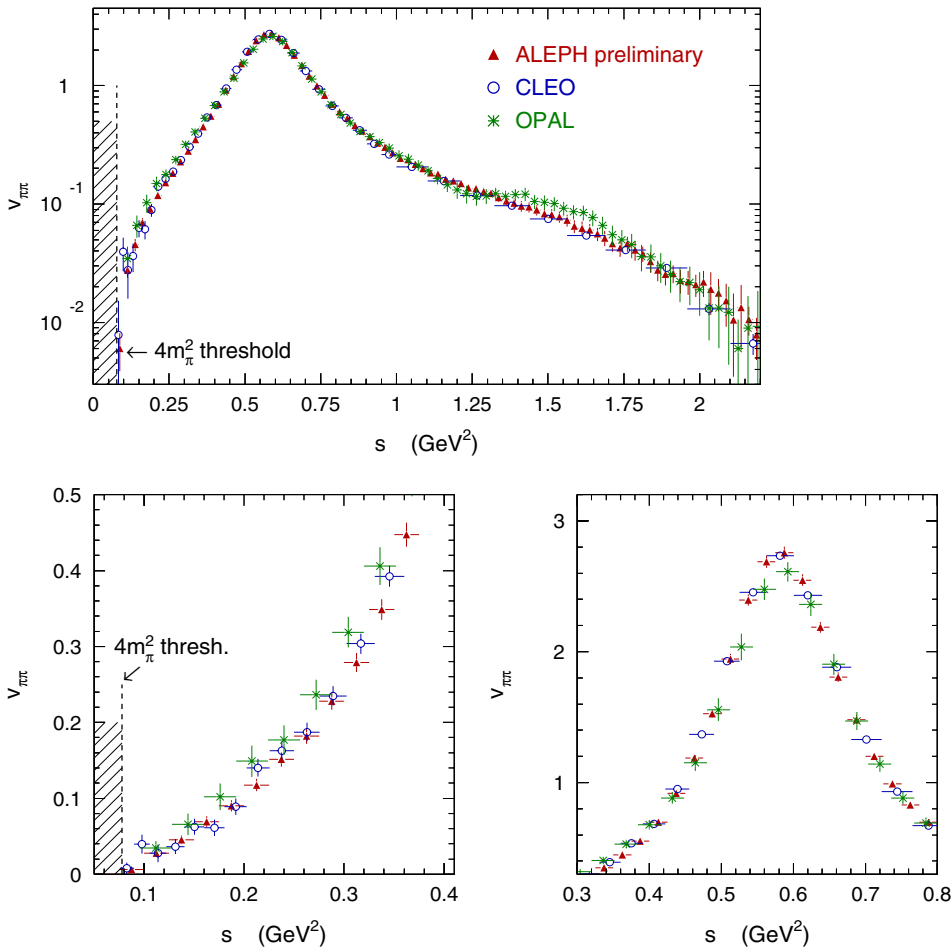 ALEPH preliminary
CLEO
OPAL
1
10⁻¹
10⁻²
v_ππ
4m_π² threshold
0 0.25 0.5 0.75 1 1.25 1.5 1.75 2
s (GeV²)
0.5
0.4
0.3
0.2
0.1
0
v_ππ
4m_π² thresh.
0.1 0.2 0.3 0.4
s (GeV²)
3
2
1
v_ππ
0.3 0.4 0.5 0.6 0.7 0.8
s (GeV²)